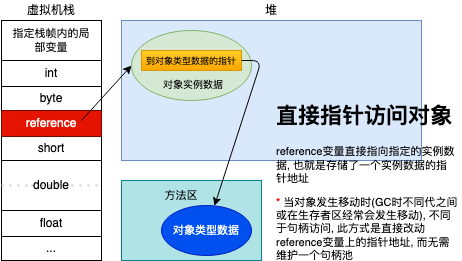 虚拟机栈
堆
指定栈帧内的局
部变量
int
byte
reference
short
double
float
...
到对象类型数据的指针
对象实例数据
直接指针访问对象
reference变量直接指向指定的实例数
据, 也就是存储了一个实例数据的指
针地址
* 当对象发生移动时(GC时不同代之间
或在生存者区经常会发生移动), 不同
于句柄访问, 此方式是直接改动
reference变量上的指针地址, 而无需
维护一个句柄池
方法区
对象类型数据